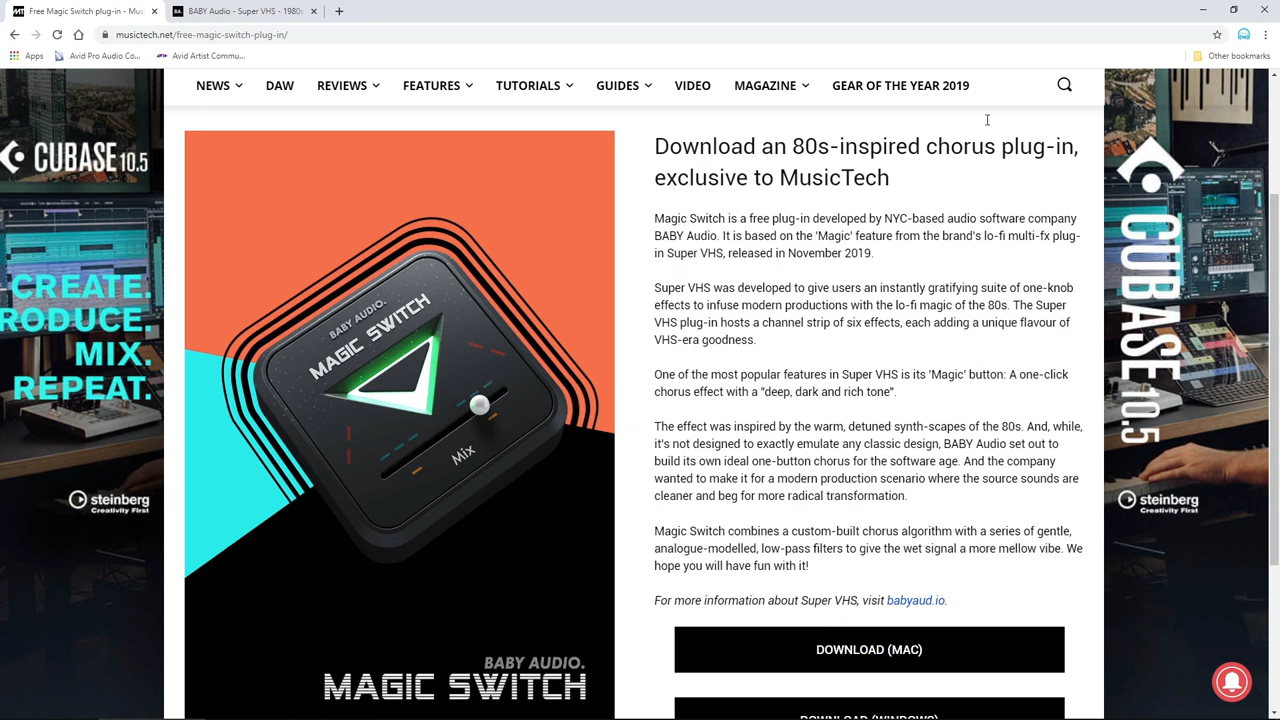 Free Magic Switch plug-in - Mus
BABY Audio - Super VHS - 1980s
musictech.net/free-magic-switch-plug-in/
Apps
Avid Pro Audio Co...
Avid Artist Commu...
Other bookmarks
NEWS
DAW
REVIEWS
FEATURES
TUTORIALS
GUIDES
VIDEO
MAGAZINE
GEAR OF THE YEAR 2019
CUBASE 10.5
CREATE.
RODUCE.
MIX.
REPEAT.
steinberg
Creativity First
BABY AUDIO.
MAGIC SWITCH
Mix
BABY AUDIO.
MAGIC SWITCH
Download an 80s-inspired chorus plug-in,
exclusive to MusicTech
Magic Switch is a free plug-in developed by NYC-based audio software company
BABY Audio. It is based on the 'Magic' feature from the brand's lo-fi multi-fx plug-
in Super VHS, released in November 2019.
Super VHS was developed to give users an instantly gratifying suite of one-knob
effects to infuse modern productions with the lo-fi magic of the 80s. The Super
VHS plug-in hosts a channel strip of six effects, each adding a unique flavour of
VHS-era goodness.
One of the most popular features in Super VHS is its 'Magic' button: A one-click
chorus effect with a "deep, dark and rich tone".
The effect was inspired by the warm, detuned synth-scapes of the 80s. And, while,
it's not designed to exactly emulate any classic design, BABY Audio set out to
build its own ideal one-button chorus for the software age. And the company
wanted to make it for a modern production scenario where the source sounds are
cleaner and beg for more radical transformation.
Magic Switch combines a custom-built chorus algorithm with a series of gentle,
analogue-modelled, low-pass filters to give the wet signal a more mellow vibe. We
hope you will have fun with it!
For more information about Super VHS, visit babyaud.io.
DOWNLOAD (MAC)
DOWNLOAD (WINDOWS)
CUBASE 10.5
steinberg
Creativity First